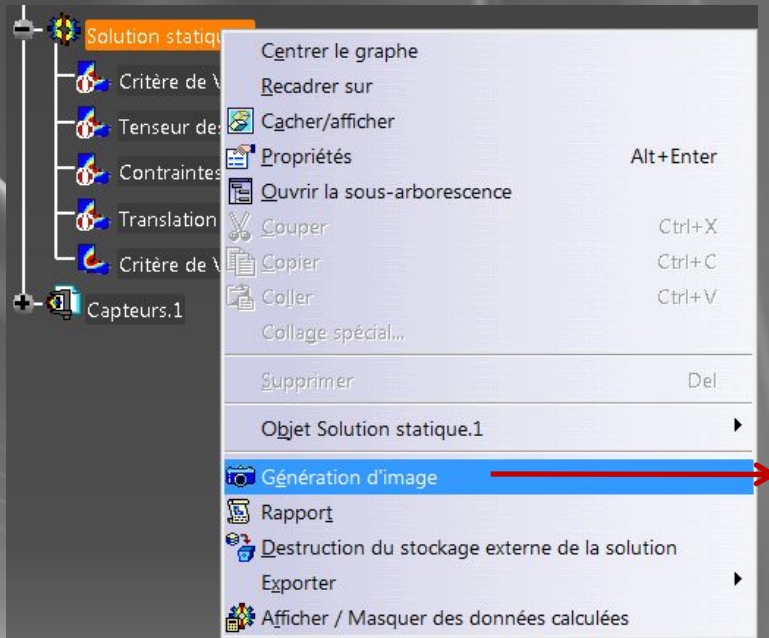 Solution statiqu
Critère de V
Tenseur des
Contraintes
Translation
Critère de V
Capteurs.1
Centrer le graphe
Recadrer sur
Cacher/afficher
Propriétés Alt+Enter
Ouvrir la sous-arborescence
Couper Ctrl+X
Copier Ctrl+C
Coller Ctrl+V
Collage spécial...
Supprimer Del
Objet Solution statique.1
Génération d'image
Rapport
Destruction du stockage externe de la solution
Exporter
Afficher / Masquer des données calculées